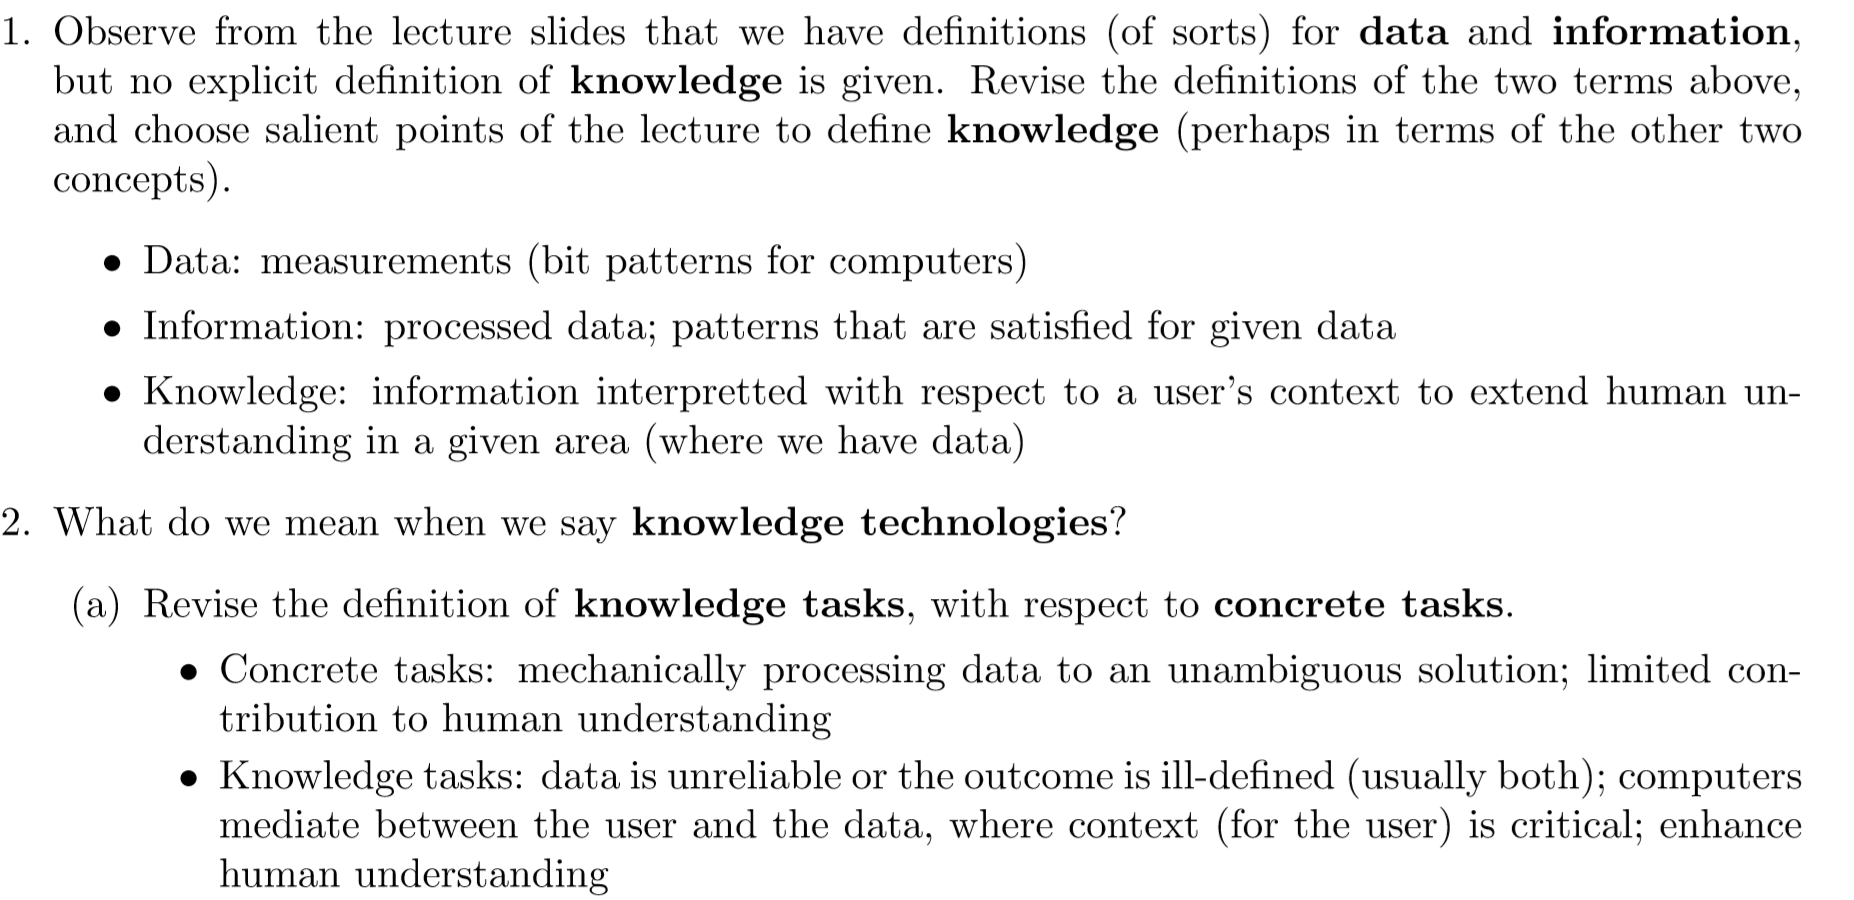 1. Observe from the lecture slides that we have definitions (of sorts) for data and information,
but no explicit definition of knowledge is given. Revise the definitions of the two terms above,
and choose salient points of the lecture to define knowledge (perhaps in terms of the other two
concepts).
• Data: measurements (bit patterns for computers)
• Information: processed data; patterns that are satisfied for given data
• Knowledge: information interpretted with respect to a user's context to extend human un-
derstanding in a given area (where we have data)
2. What do we mean when we say knowledge technologies?
(a) Revise the definition of knowledge tasks, with respect to concrete tasks.
• Concrete tasks: mechanically processing data to an unambiguous solution; limited con-
tribution to human understanding
• Knowledge tasks: data is unreliable or the outcome is ill-defined (usually both); computers
mediate between the user and the data, where context (for the user) is critical; enhance
human understanding